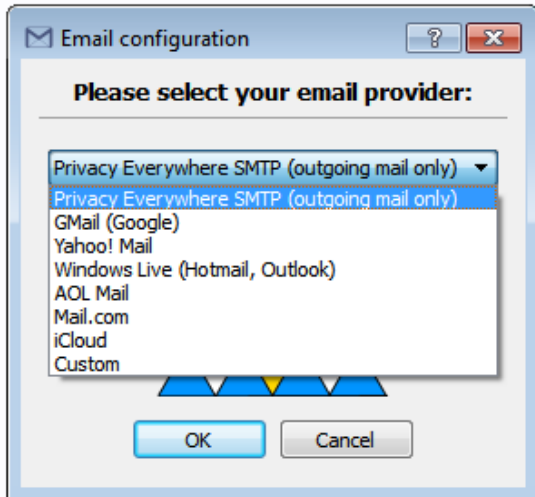 Email configuration
?
Please select your email provider:
Privacy Everywhere SMTP (outgoing mail only)
Privacy Everywhere SMTP (outgoing mail only)
GMail (Google)
Yahoo! Mail
Windows Live (Hotmail, Outlook)
AOL Mail
Mail.com
iCloud
Custom
OK Cancel